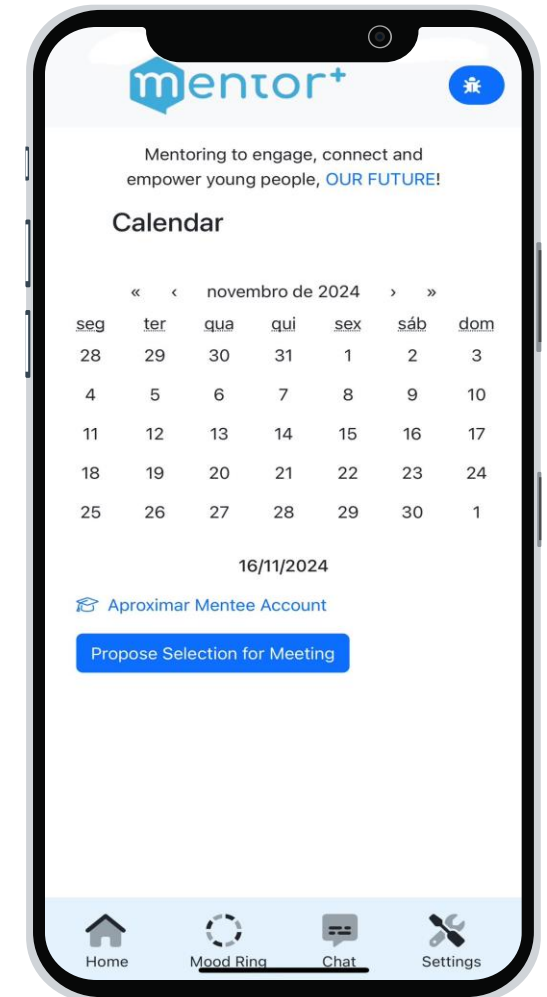 mentor+
Mentoring to engage, connect and
empower young people, OUR FUTURE!
Calendar
« ‹ novembro de 2024 › »
seg ter qua qui sex sáb dom
28 29 30 31 1 2 3
4 5 6 7 8 9 10
11 12 13 14 15 16 17
18 19 20 21 22 23 24
25 26 27 28 29 30 1
16/11/2024
Aproximar Mentee Account
Propose Selection for Meeting
Home Mood Ring Chat Settings